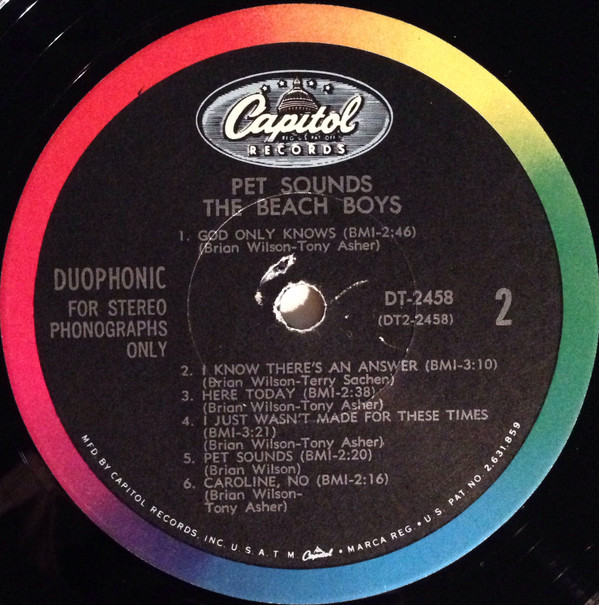 Capitol
REG. U.S. PAT. OFF.
RECORDS
PET SOUNDS
THE BEACH BOYS
1. GOD ONLY KNOWS (BMI-2:46)
(Brian Wilson-Tony Asher)
DUOPHONIC
FOR STEREO
PHONOGRAPHS
ONLY
DT-2458
(DT2-2458)
2
2. I KNOW THERE'S AN ANSWER (BMI-3:10)
(Brian Wilson-Terry Sachen)
3. HERE TODAY (BMI-2:38)
(Brian Wilson-Tony Asher)
4. I JUST WASN'T MADE FOR THESE TIMES
(BMI-3:21)
(Brian Wilson-Tony Asher)
5. PET SOUNDS (BMI-2:20)
(Brian Wilson)
6. CAROLINE, NO (BMI-2:16)
(Brian Wilson-
Tony Asher)
MFD. BY CAPITOL RECORDS, INC. U.S.A. T.M. Capitol • MARCA REG. • U.S. PAT. NO. 2,631,859